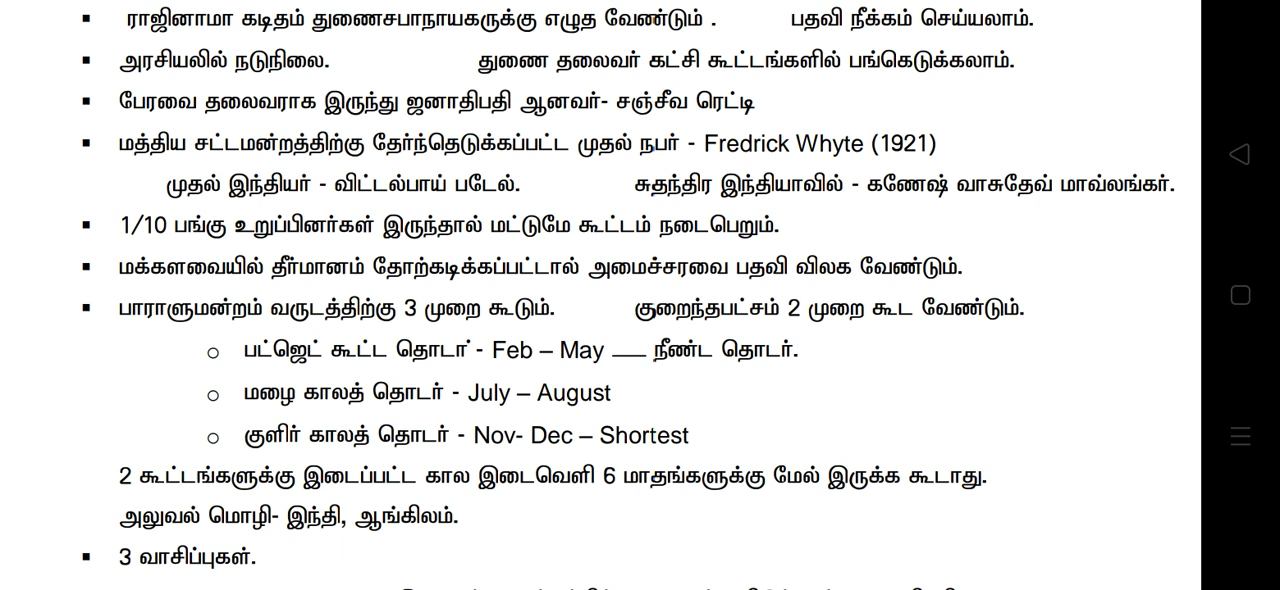 ▪ ராஜினாமா கடிதம் துணைசபாநாயகருக்கு எழுத வேண்டும் . பதவி நீக்கம் செய்யலாம்.
▪ அரசியலில் நடுநிலை. துணை தலைவர் கட்சி கூட்டங்களில் பங்கெடுக்கலாம்.
▪ பேரவை தலைவராக இருந்து ஜனாதிபதி ஆனவர்- சஞ்சீவ ரெட்டி
▪ மத்திய சட்டமன்றத்திற்கு தேர்ந்தெடுக்கப்பட்ட முதல் நபர் - Fredrick Whyte (1921)
முதல் இந்தியர் - விட்டல்பாய் படேல். சுதந்திர இந்தியாவில் - கணேஷ் வாசுதேவ் மாவ்லங்கர்.
▪ 1/10 பங்கு உறுப்பினர்கள் இருந்தால் மட்டுமே கூட்டம் நடைபெறும்.
▪ மக்களவையில் தீர்மானம் தோற்கடிக்கப்பட்டால் அமைச்சரவை பதவி விலக வேண்டும்.
▪ பாராளுமன்றம் வருடத்திற்கு 3 முறை கூடும். குறைந்தபட்சம் 2 முறை கூட வேண்டும்.
○ பட்ஜெட் கூட்ட தொடர் - Feb – May ___ நீண்ட தொடர்.
○ மழை காலத் தொடர் - July – August
○ குளிர் காலத் தொடர் - Nov- Dec – Shortest
2 கூட்டங்களுக்கு இடைப்பட்ட கால இடைவெளி 6 மாதங்களுக்கு மேல் இருக்க கூடாது.
அலுவல் மொழி- இந்தி, ஆங்கிலம்.
▪ 3 வாசிப்புகள்.